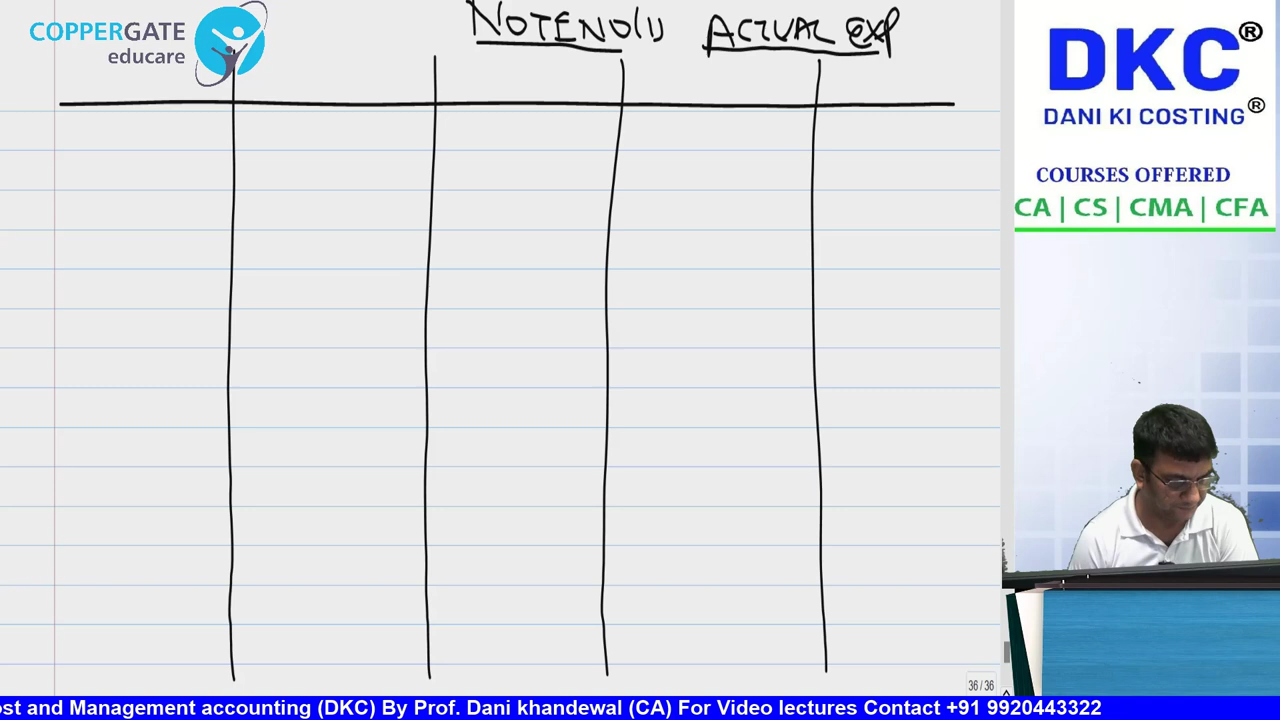 COPPERGATE
educare
NOTE NO(1) ACTUAL exp
DKC®
DANI KI COSTING®
COURSES OFFERED
CA | CS | CMA | CFA
36 / 36
ost and Management accounting (DKC) By Prof. Dani khandewal (CA) For Video lectures Contact +91 9920443322